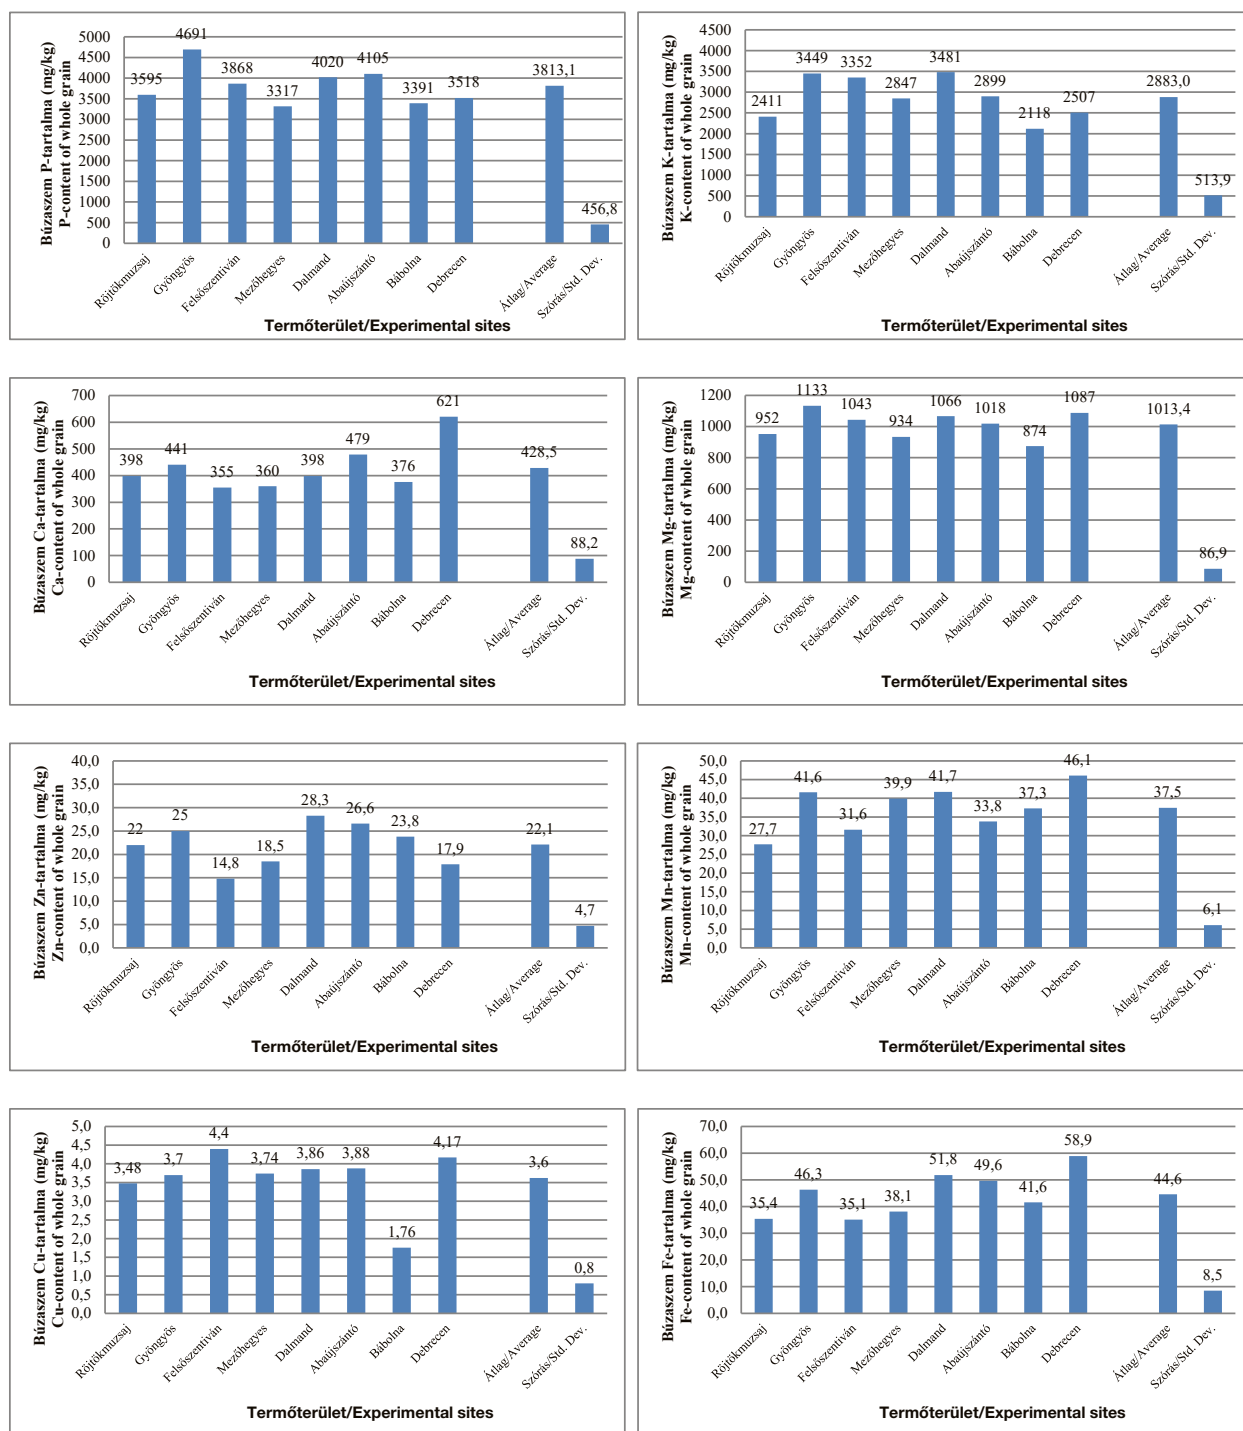 Búzaszem P-tartalma (mg/kg)
P-content of whole grain
5000
4500
4000
3500
3000
2500
2000
1500
1000
500
0
3595
4691
3868
3317
4020
4105
3391
3518
3813,1
456,8
Röjtökmuzsaj
Gyöngyös
Felsőszentiván
Mezőhegyes
Dalmand
Abaújszántó
Bábolna
Debrecen
Átlag/Average
Szórás/Std. Dev.
Termőterület/Experimental sites
Búzaszem K-tartalma (mg/kg)
K-content of whole grain
4500
4000
3500
3000
2500
2000
1500
1000
500
0
2411
3449
3352
2847
3481
2899
2118
2507
2883,0
513,9
Röjtökmuzsaj
Gyöngyös
Felsőszentiván
Mezőhegyes
Dalmand
Abaújszántó
Bábolna
Debrecen
Átlag/Average
Szórás/Std. Dev.
Termőterület/Experimental sites
Búzaszem Ca-tartalma (mg/kg)
Ca-content of whole grain
700
600
500
400
300
200
100
0
398
441
355
360
398
479
376
621
428,5
88,2
Röjtökmuzsaj
Gyöngyös
Felsőszentiván
Mezőhegyes
Dalmand
Abaújszántó
Bábolna
Debrecen
Átlag/Average
Szórás/Std. Dev.
Termőterület/Experimental sites
Búzaszem Mg-tartalma (mg/kg)
Mg-content of whole grain
1200
1000
800
600
400
200
0
952
1133
1043
934
1066
1018
874
1087
1013,4
86,9
Röjtökmuzsaj
Gyöngyös
Felsőszentiván
Mezőhegyes
Dalmand
Abaújszántó
Bábolna
Debrecen
Átlag/Average
Szórás/Std. Dev.
Termőterület/Experimental sites
Búzaszem Zn-tartalma (mg/kg)
Zn-content of whole grain
40,0
35,0
30,0
25,0
20,0
15,0
10,0
5,0
0,0
22
25
14,8
18,5
28,3
26,6
23,8
17,9
22,1
4,7
Röjtökmuzsaj
Gyöngyös
Felsőszentiván
Mezőhegyes
Dalmand
Abaújszántó
Bábolna
Debrecen
Átlag/Average
Szórás/Std. Dev.
Termőterület/Experimental sites
Búzaszem Mn-tartalma (mg/kg)
Mn-content of whole grain
50,0
45,0
40,0
35,0
30,0
25,0
20,0
15,0
10,0
5,0
0,0
27,7
41,6
31,6
39,9
41,7
33,8
37,3
46,1
37,5
6,1
Röjtökmuzsaj
Gyöngyös
Felsőszentiván
Mezőhegyes
Dalmand
Abaújszántó
Bábolna
Debrecen
Átlag/Average
Szórás/Std. Dev.
Termőterület/Experimental sites
Búzaszem Cu-tartalma (mg/kg)
Cu-content of whole grain
5,0
4,5
4,0
3,5
3,0
2,5
2,0
1,5
1,0
0,5
0,0
3,48
3,7
4,4
3,74
3,86
3,88
1,76
4,17
3,6
0,8
Röjtökmuzsaj
Gyöngyös
Felsőszentiván
Mezőhegyes
Dalmand
Abaújszántó
Bábolna
Debrecen
Átlag/Average
Szórás/Std. Dev.
Termőterület/Experimental sites
Búzaszem Fe-tartalma (mg/kg)
Fe-content of whole grain
70,0
60,0
50,0
40,0
30,0
20,0
10,0
0,0
35,4
46,3
35,1
38,1
51,8
49,6
41,6
58,9
44,6
8,5
Röjtökmuzsaj
Gyöngyös
Felsőszentiván
Mezőhegyes
Dalmand
Abaújszántó
Bábolna
Debrecen
Átlag/Average
Szórás/Std. Dev.
Termőterület/Experimental sites